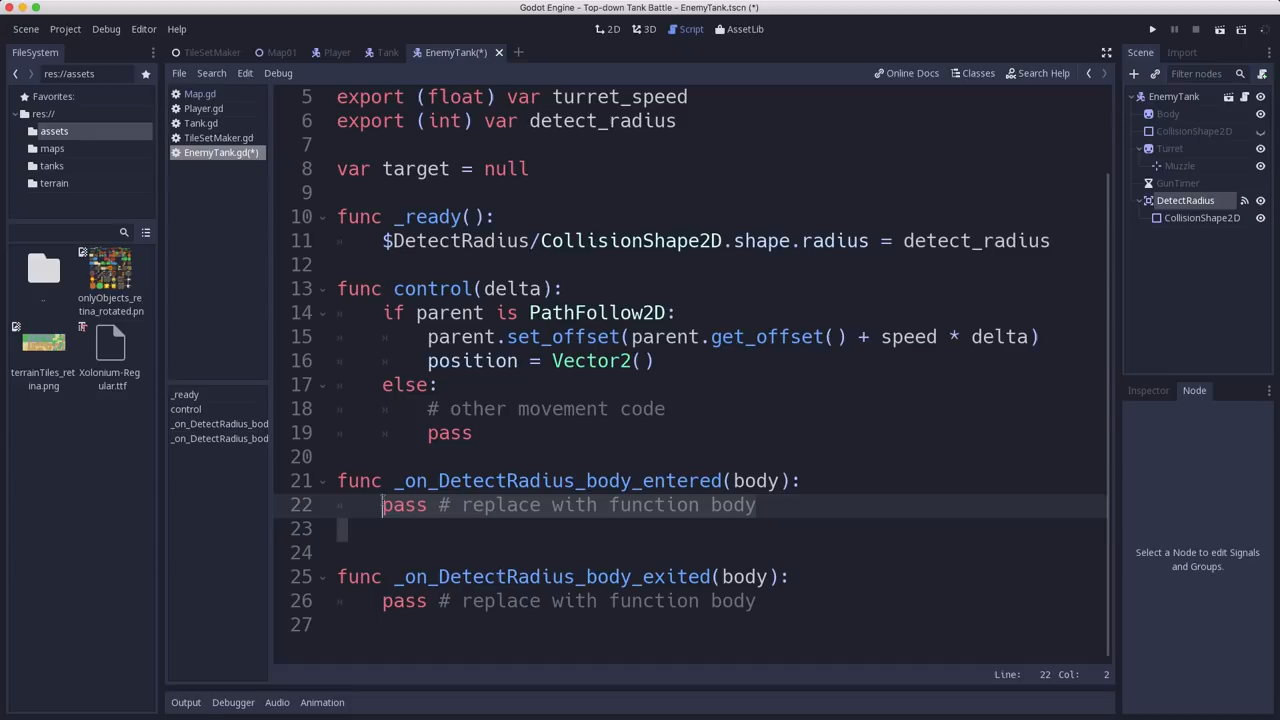 Godot Engine - Top-down Tank Battle - EnemyTank.tscn (*)
Scene Project Debug Editor Help
2D 3D Script AssetLib
FileSystem
TileSetMaker Map01 Player Tank EnemyTank(*)
Scene Import
res://assets
File Search Edit Debug
Online Docs Classes Search Help
Filter nodes
Favorites:
res://
assets
maps
tanks
terrain
onlyObjects_re
tina_rotated.pn
terrainTiles_ret
ina.png
Xolonium-Reg
ular.ttf
Map.gd
Player.gd
Tank.gd
TileSetMaker.gd
EnemyTank.gd(*)
_ready
control
_on_DetectRadius_bod
_on_DetectRadius_bod
5 export (float) var turret_speed
6 export (int) var detect_radius
7
8 var target = null
9
10 func _ready():
11 $DetectRadius/CollisionShape2D.shape.radius = detect_radius
12
13 func control(delta):
14 if parent is PathFollow2D:
15 parent.set_offset(parent.get_offset() + speed * delta)
16 position = Vector2()
17 else:
18 # other movement code
19 pass
20
21 func _on_DetectRadius_body_entered(body):
22 pass # replace with function body
23
24
25 func _on_DetectRadius_body_exited(body):
26 pass # replace with function body
27
Line: 22 Col: 2
Output Debugger Audio Animation
EnemyTank
Body
CollisionShape2D
Turret
Muzzle
GunTimer
DetectRadius
CollisionShape2D
Inspector Node
Select a Node to edit Signals
and Groups.